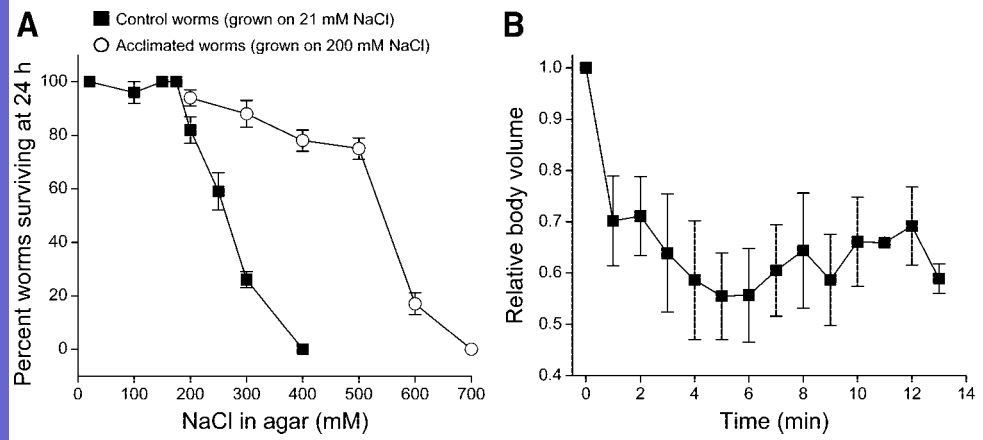 A
Control worms (grown on 21 mM NaCl)
Acclimated worms (grown on 200 mM NaCl)
Percent worms surviving at 24 h
100
80
60
40
20
0
0 100 200 300 400 500 600 700
NaCl in agar (mM)
B
Relative body volume
1.0
0.9
0.8
0.7
0.6
0.5
0.4
0 2 4 6 8 10 12 14
Time (min)